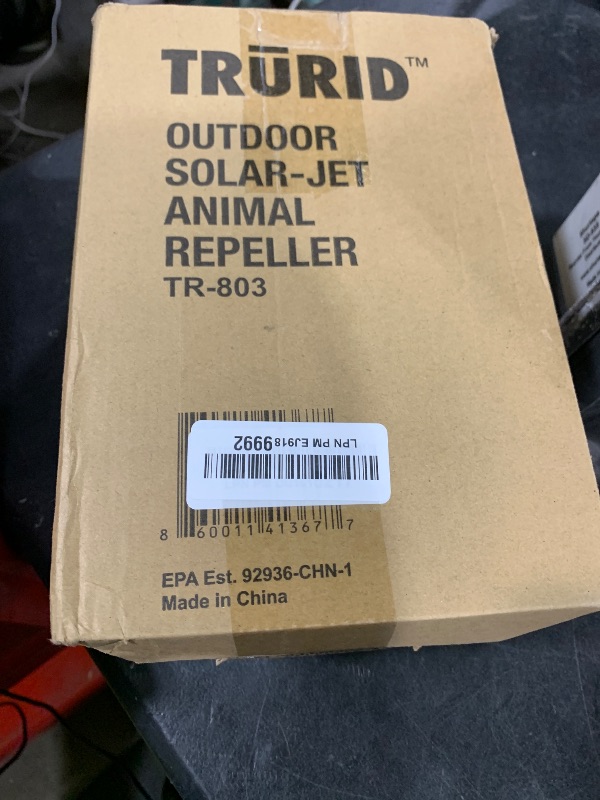 TRŪRID™
OUTDOOR
SOLAR-JET
ANIMAL
REPELLER
TR-803
LPN PM EJ9189992
8 60011 41367 7
EPA Est. 92936-CHN-1
Made in China